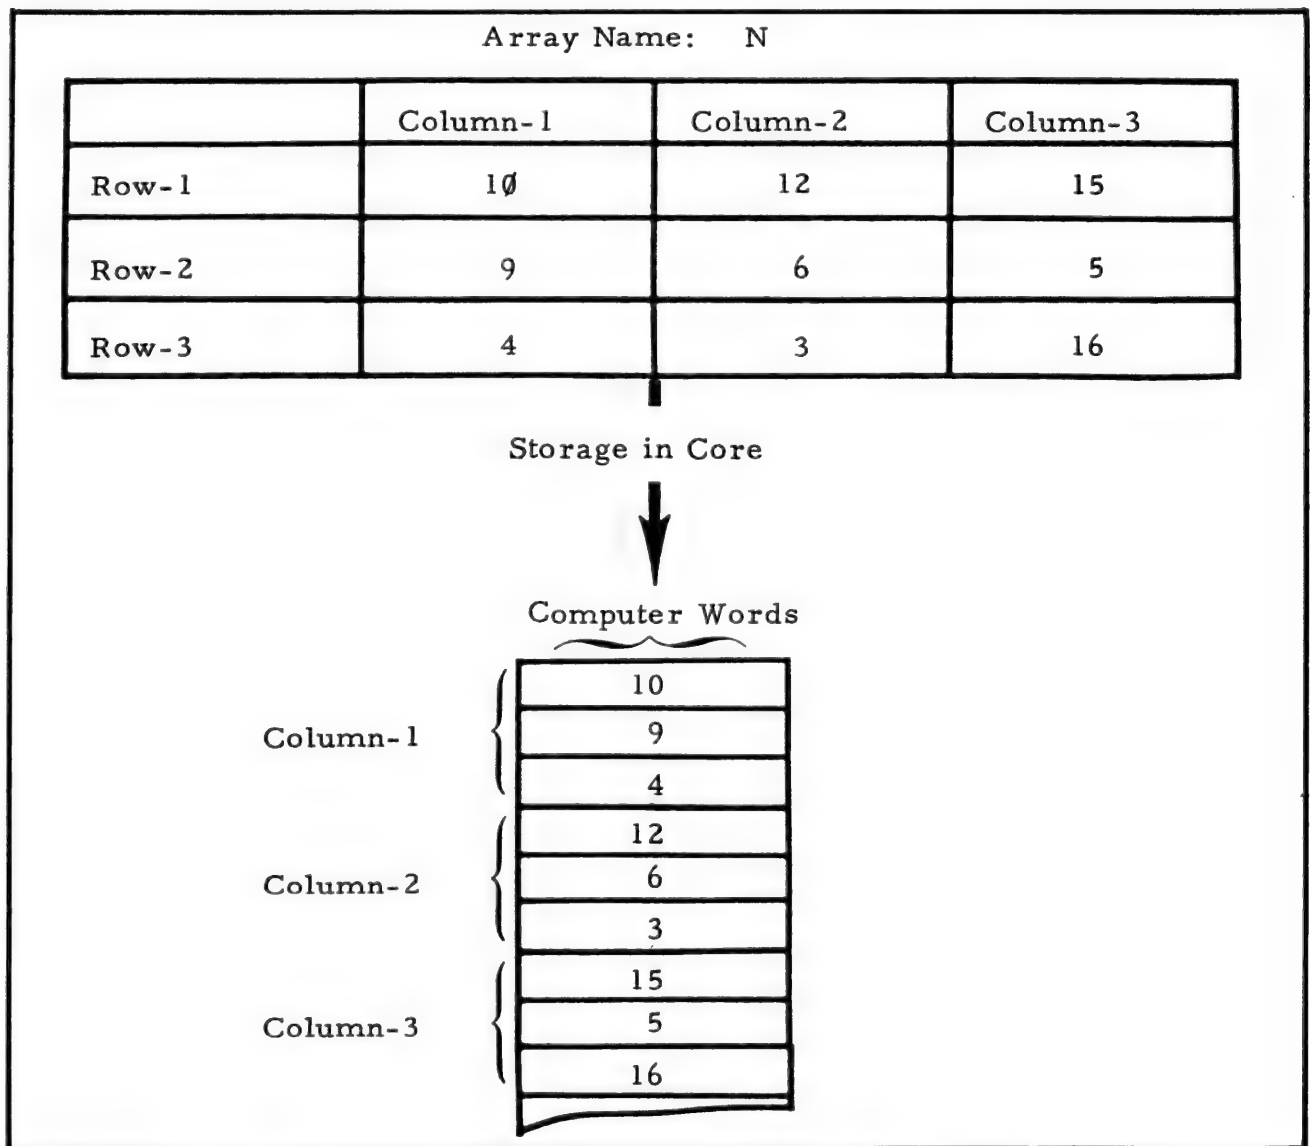 Array Name: N
Column-1 Column-2 Column-3
Row-1 10 12 15
Row-2 9 6 5
Row-3 4 3 16
Storage in Core
Computer Words
10
Column-1 9
4
12
Column-2 6
3
15
Column-3 5
16